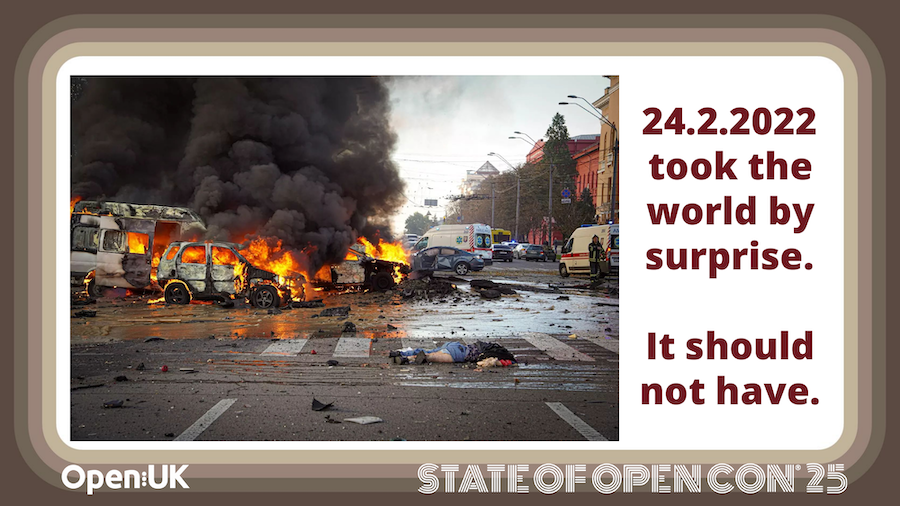 24.2.2022
took the
world by
surprise.
It should
not have.
Open:UK
STATE OF OPEN CON® 25